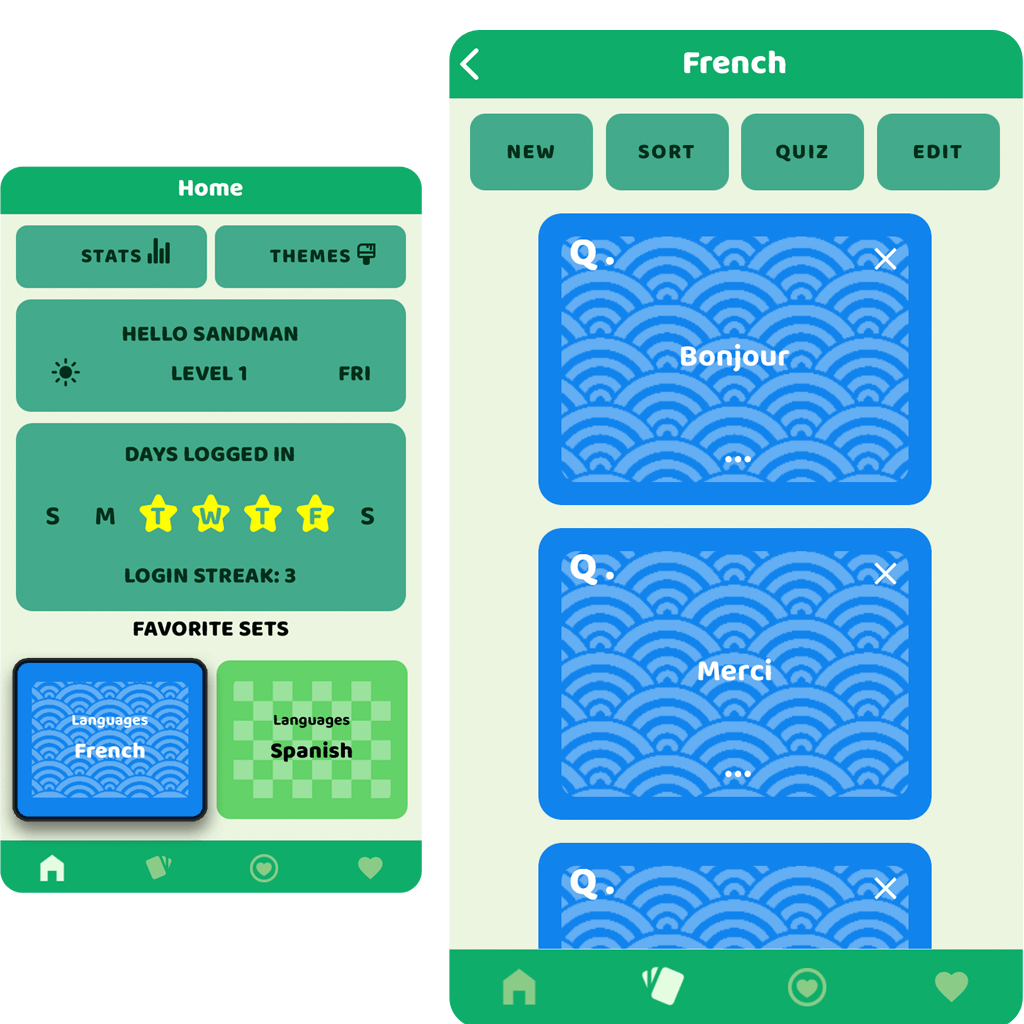 Home
STATS
THEMES
HELLO SANDMAN
LEVEL 1
FRI
DAYS LOGGED IN
S M T W T F S
LOGIN STREAK: 3
FAVORITE SETS
Languages
French
Languages
Spanish
French
NEW
SORT
QUIZ
EDIT
Q.
Bonjour
...
Q.
Merci
...
Q.